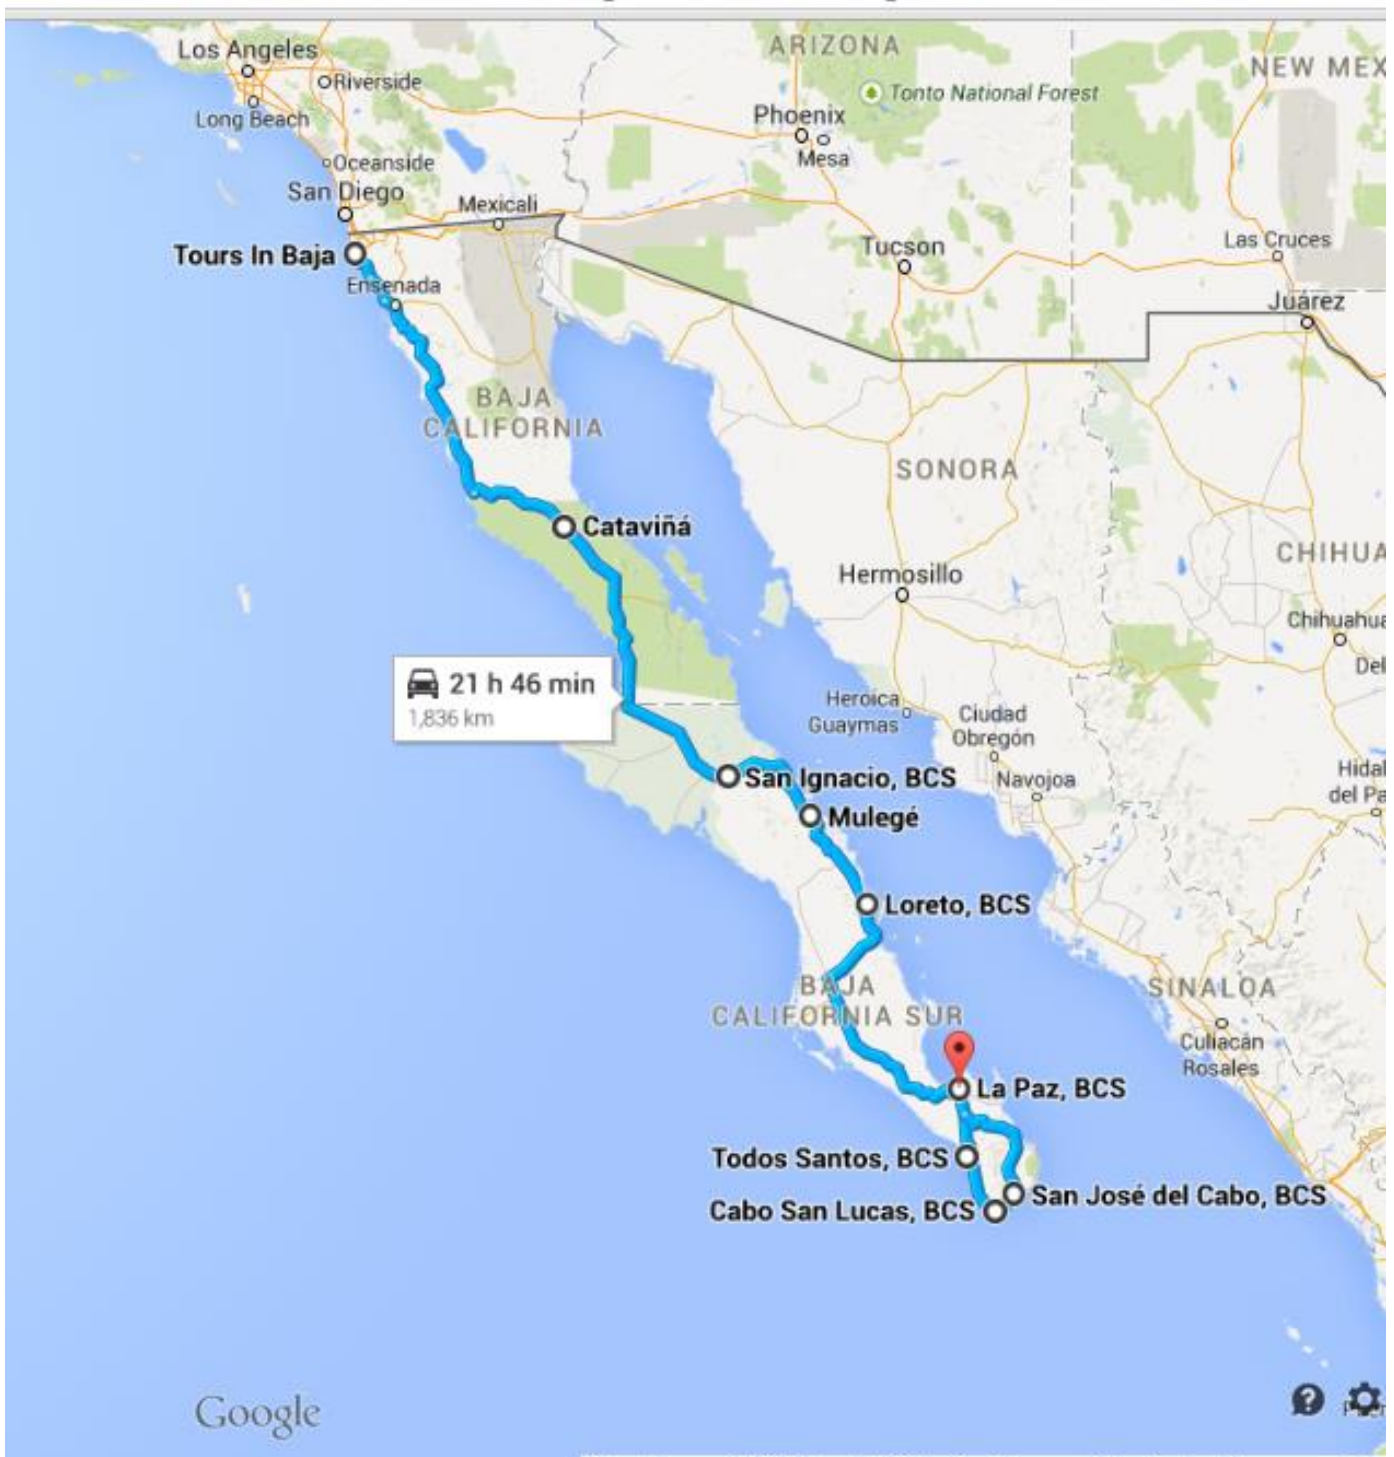 Los Angeles
Riverside
Long Beach
Oceanside
San Diego
Mexicali
Tours In Baja
Ensenada
ARIZONA
Tonto National Forest
Phoenix
Mesa
NEW MEX
Tucson
Las Cruces
Juárez
BAJA
CALIFORNIA
SONORA
Cataviñá
Hermosillo
CHIHUA
Chihuahua
Del
21 h 46 min
1,836 km
Heroica
Guaymas
Ciudad
Obregón
Navojoa
Hidal
del Pa
San Ignacio, BCS
Mulegé
Loreto, BCS
BAJA
CALIFORNIA SUR
SINALOA
Culiacán
Rosales
La Paz, BCS
Todos Santos, BCS
San José del Cabo, BCS
Cabo San Lucas, BCS
Google